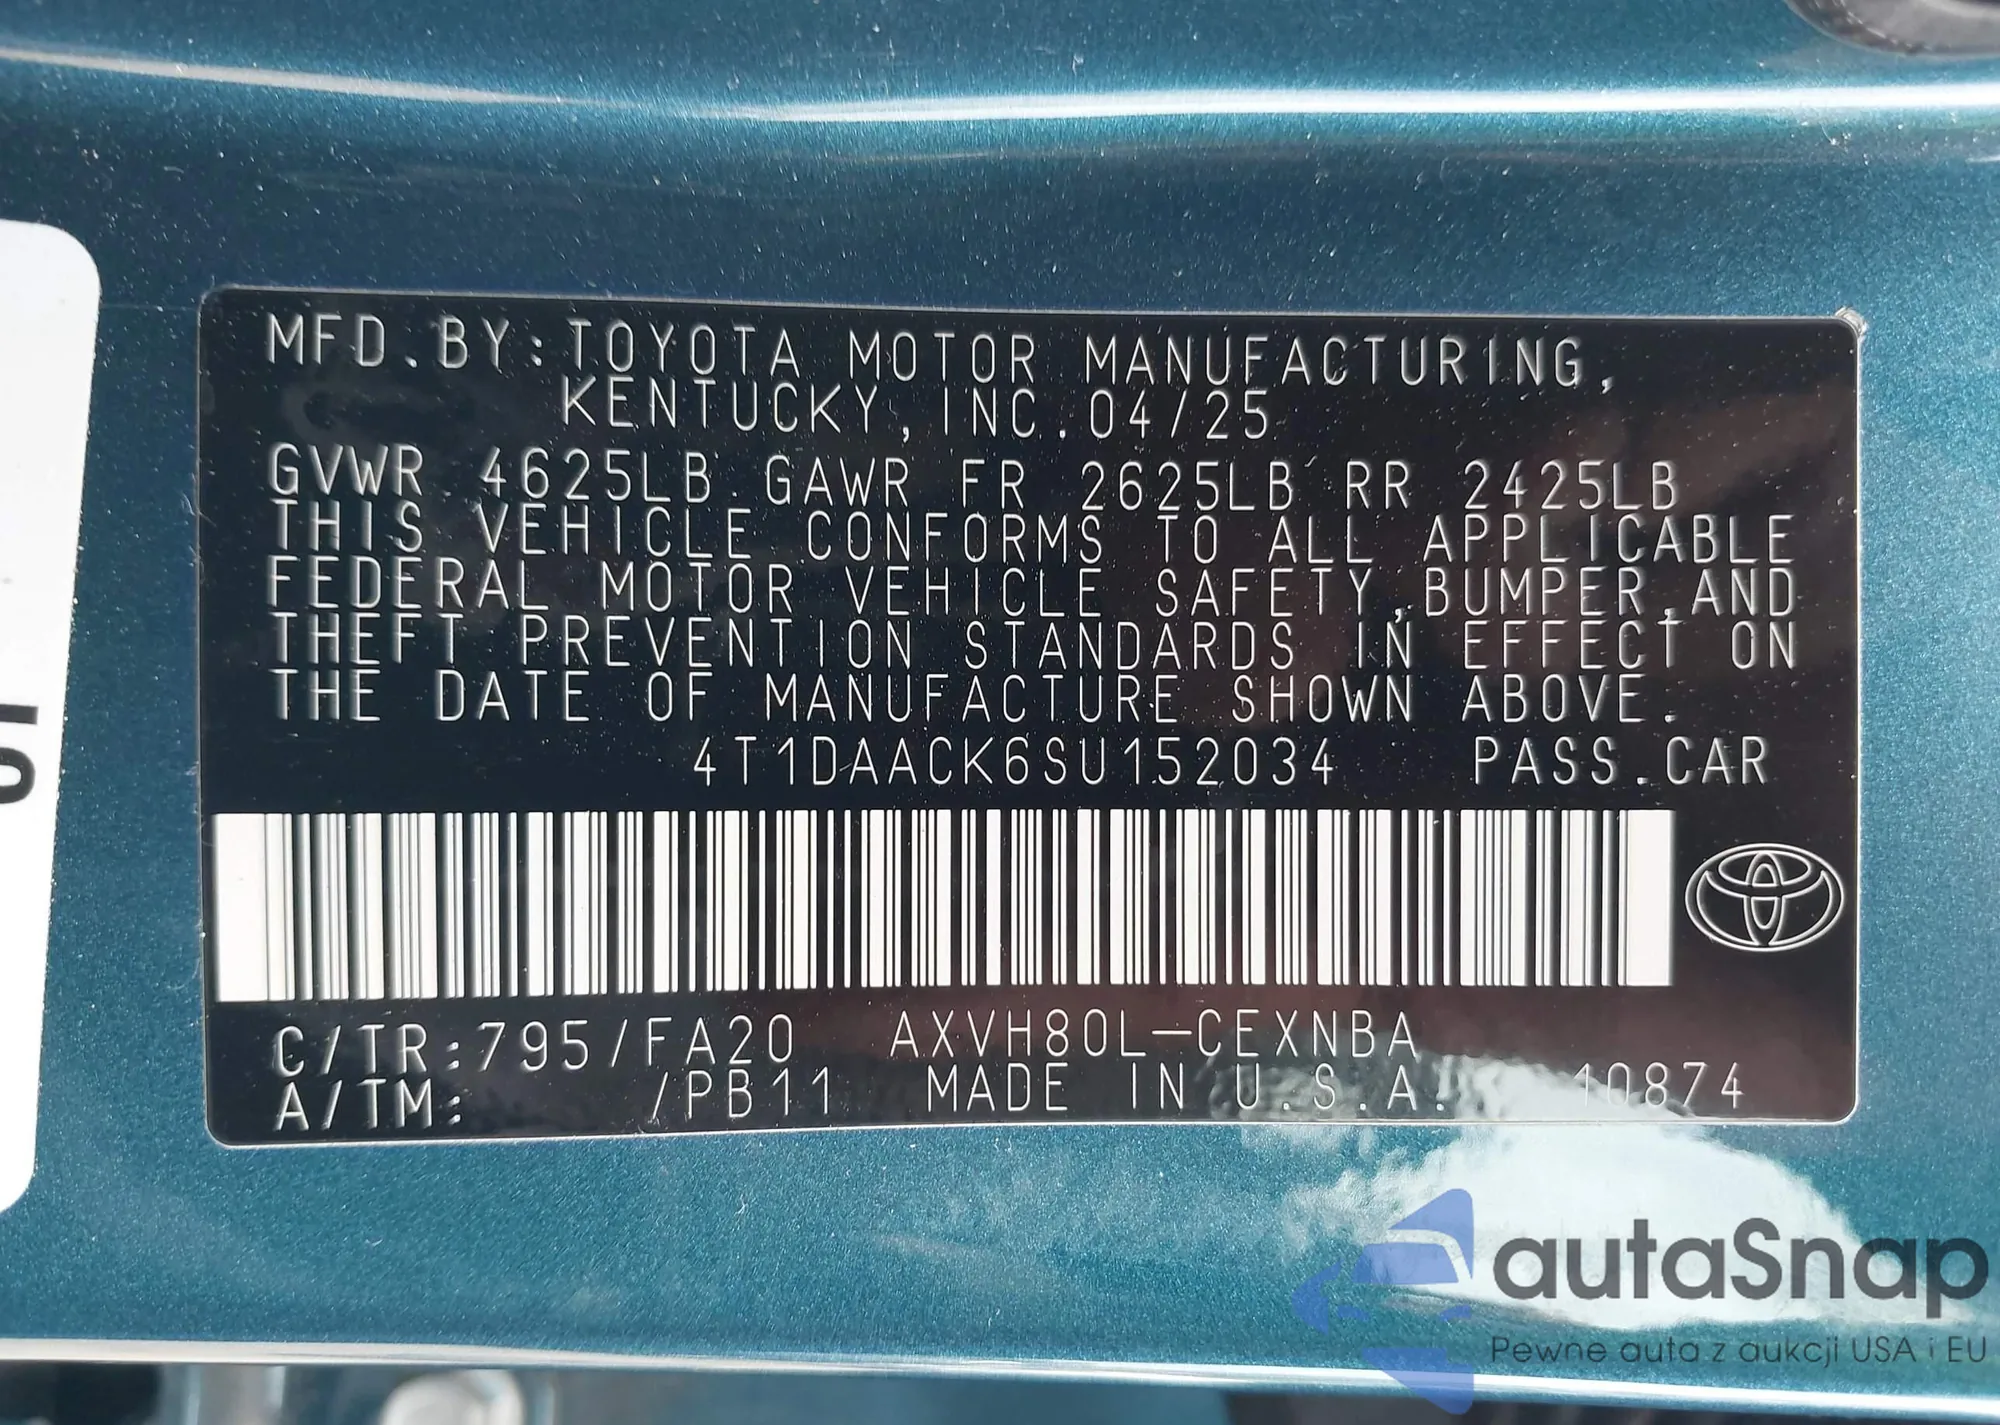 MFD.BY:TOYOTA MOTOR MANUFACTURING,
KENTUCKY,INC.04/25
GVWR 4625LB GAWR FR 2625LB RR 2425LB
THIS VEHICLE CONFORMS TO ALL APPLICABLE
FEDERAL MOTOR VEHICLE SAFETY,BUMPER,AND
THEFT PREVENTION STANDARDS IN EFFECT ON
THE DATE OF MANUFACTURE SHOWN ABOVE.
4T1DAACK6SU152034 PASS.CAR
C/TR:795/FA20 AXVH80L-CEXNBA
A/TM: /PB11 MADE IN U.S.A. 10874
autaSnap
Pewne auta z aukcji USA i EU